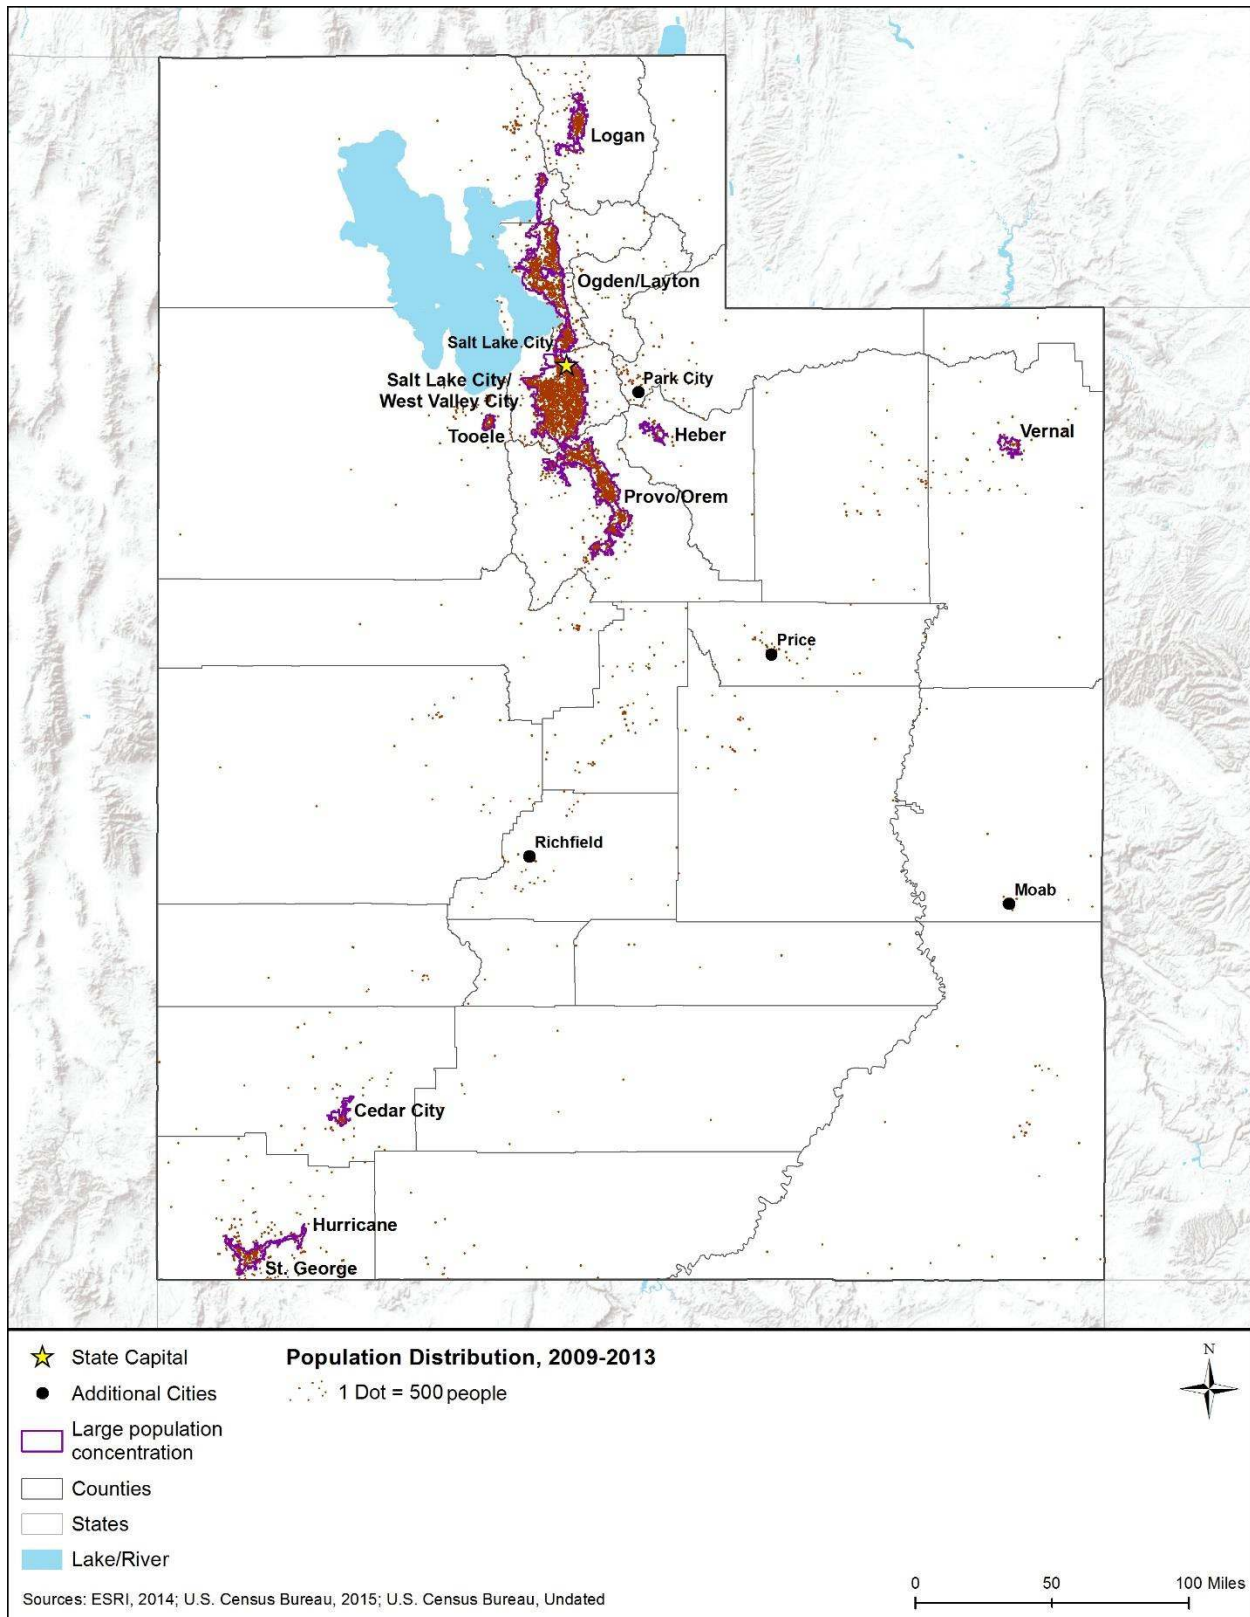 Logan
Ogden/Layton
Salt Lake City
Salt Lake City/
West Valley City
Park City
Tooele
Heber
Vernal
Provo/Orem
Price
Richfield
Moab
Cedar City
Hurricane
St. George
State Capital
Additional Cities
Large population
concentration
Counties
States
Lake/River
Population Distribution, 2009-2013
1 Dot = 500 people
N
Sources: ESRI, 2014; U.S. Census Bureau, 2015; U.S. Census Bureau, Undated
0 50 100 Miles